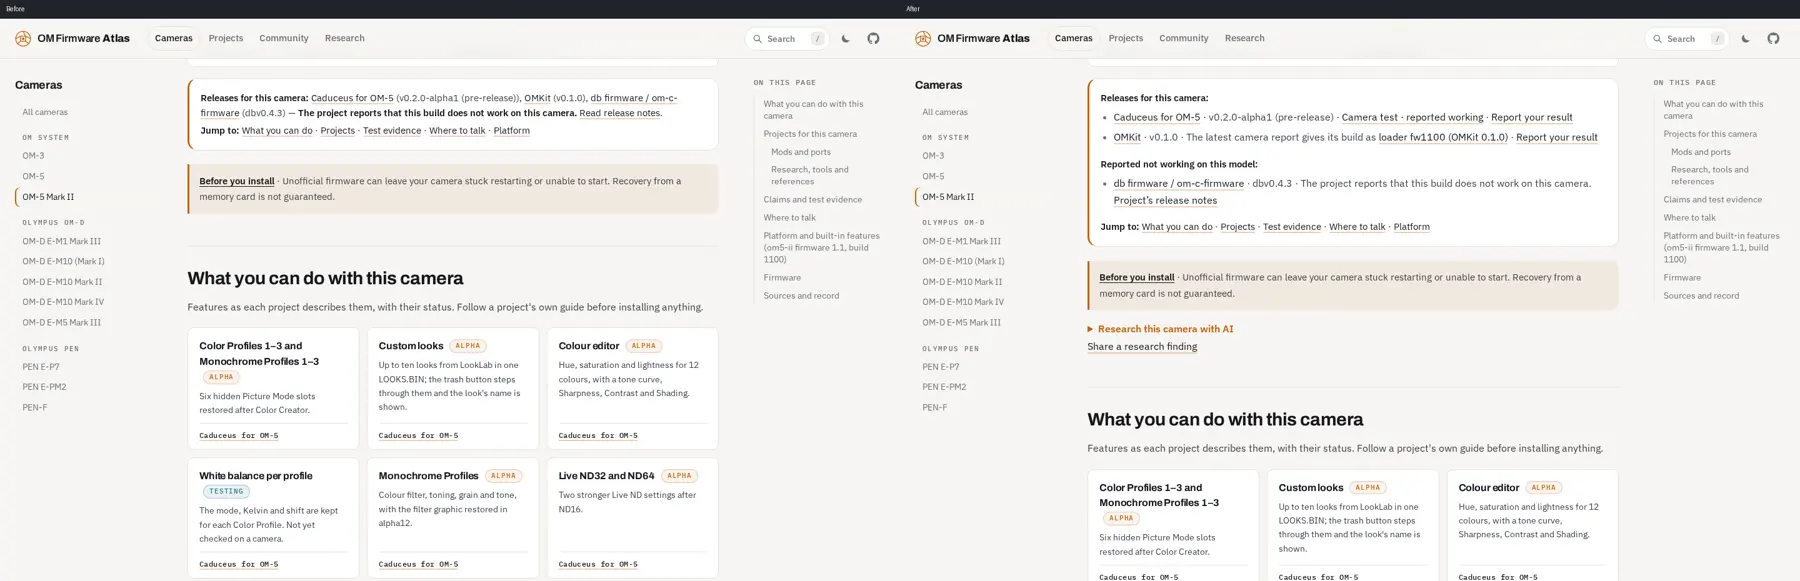 Before
OM Firmware Atlas
Cameras
Projects
Community
Research
Search
/
Cameras
All cameras
OM SYSTEM
OM-3
OM-5
OM-5 Mark II
OLYMPUS OM-D
OM-D E-M1 Mark III
OM-D E-M10 (Mark I)
OM-D E-M10 Mark II
OM-D E-M10 Mark IV
OM-D E-M5 Mark III
OLYMPUS PEN
PEN E-P7
PEN E-PM2
PEN-F
Releases for this camera: Caduceus for OM-5 (v0.2.0-alpha1 (pre-release)), OMKit (v0.1.0), db firmware / om-c-
firmware (dbv0.4.3) — The project reports that this build does not work on this camera. Read release notes.
Jump to: What you can do · Projects · Test evidence · Where to talk · Platform
Before you install · Unofficial firmware can leave your camera stuck restarting or unable to start. Recovery from a
memory card is not guaranteed.
What you can do with this camera
Features as each project describes them, with their status. Follow a project's own guide before installing anything.
Color Profiles 1–3 and
Monochrome Profiles 1–3
ALPHA
Six hidden Picture Mode slots
restored after Color Creator.
Caduceus for OM-5
Custom looks ALPHA
Up to ten looks from LookLab in one
LOOKS.BIN; the trash button steps
through them and the look's name is
shown.
Caduceus for OM-5
Colour editor ALPHA
Hue, saturation and lightness for 12
colours, with a tone curve,
Sharpness, Contrast and Shading.
Caduceus for OM-5
White balance per profile
TESTING
The mode, Kelvin and shift are kept
for each Color Profile. Not yet
checked on a camera.
Caduceus for OM-5
Monochrome Profiles ALPHA
Colour filter, toning, grain and tone,
with the filter graphic restored in
alpha12.
Caduceus for OM-5
Live ND32 and ND64 ALPHA
Two stronger Live ND settings after
ND16.
Caduceus for OM-5
ON THIS PAGE
What you can do with this
camera
Projects for this camera
Mods and ports
Research, tools and
references
Claims and test evidence
Where to talk
Platform and built-in features
(om5-ii firmware 1.1, build
1100)
Firmware
Sources and record
After
OM Firmware Atlas
Cameras
Projects
Community
Research
Search
/
Cameras
All cameras
OM SYSTEM
OM-3
OM-5
OM-5 Mark II
OLYMPUS OM-D
OM-D E-M1 Mark III
OM-D E-M10 (Mark I)
OM-D E-M10 Mark II
OM-D E-M10 Mark IV
OM-D E-M5 Mark III
OLYMPUS PEN
PEN E-P7
PEN E-PM2
PEN-F
Releases for this camera:
• Caduceus for OM-5 · v0.2.0-alpha1 (pre-release) · Camera test · reported working · Report your result
• OMKit · v0.1.0 · The latest camera report gives its build as loader fw1100 (OMKit 0.1.0) · Report your result
Reported not working on this model:
• db firmware / om-c-firmware · dbv0.4.3 · The project reports that this build does not work on this camera.
Project's release notes
Jump to: What you can do · Projects · Test evidence · Where to talk · Platform
Before you install · Unofficial firmware can leave your camera stuck restarting or unable to start. Recovery from a
memory card is not guaranteed.
▶ Research this camera with AI
Share a research finding
What you can do with this camera
Features as each project describes them, with their status. Follow a project's own guide before installing anything.
Color Profiles 1–3 and
Monochrome Profiles 1–3
ALPHA
Six hidden Picture Mode slots
restored after Color Creator.
Caduceus for OM-5
Custom looks ALPHA
Up to ten looks from LookLab in one
LOOKS.BIN; the trash button steps
through them and the look's name is
shown.
Caduceus for OM-5
Colour editor ALPHA
Hue, saturation and lightness for 12
colours, with a tone curve,
Sharpness, Contrast and Shading.
Caduceus for OM-5
ON THIS PAGE
What you can do with this
camera
Projects for this camera
Mods and ports
Research, tools and
references
Claims and test evidence
Where to talk
Platform and built-in features
(om5-ii firmware 1.1, build
1100)
Firmware
Sources and record